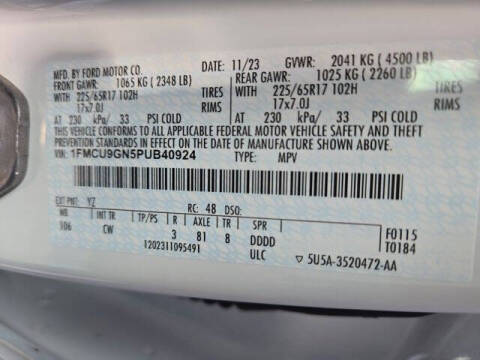 MFD. BY FORD MOTOR CO.
DATE: 11/23 GVWR: 2041 KG ( 4500 LB)
FRONT GAWR: 1065 KG ( 2348 LB) REAR GAWR: 1025 KG ( 2260 LB)
WITH 225/65R17 102H TIRES WITH 225/65R17 102H TIRES
17x7.0J RIMS 17x7.0J RIMS
AT 230 kPa/ 33 PSI COLD AT 230 kPa/ 33 PSI COLD
THIS VEHICLE CONFORMS TO ALL APPLICABLE FEDERAL MOTOR VEHICLE SAFETY, BUMPER, AND THEFT
PREVENTION STANDARDS IN EFFECT ON THE DATE OF MANUFACTURE SHOWN ABOVE.
VIN: 1FMCU9GN5PUB40924 TYPE: MPV
EXT PNT: YZ RC: 48 DSO:
WB INT TR TP/PS R AXLE TR SPR
106 CW 3 81 8 DDDD
1202311095491 ULC
F0115
T0184
▽ 5U5A-3520472-AA